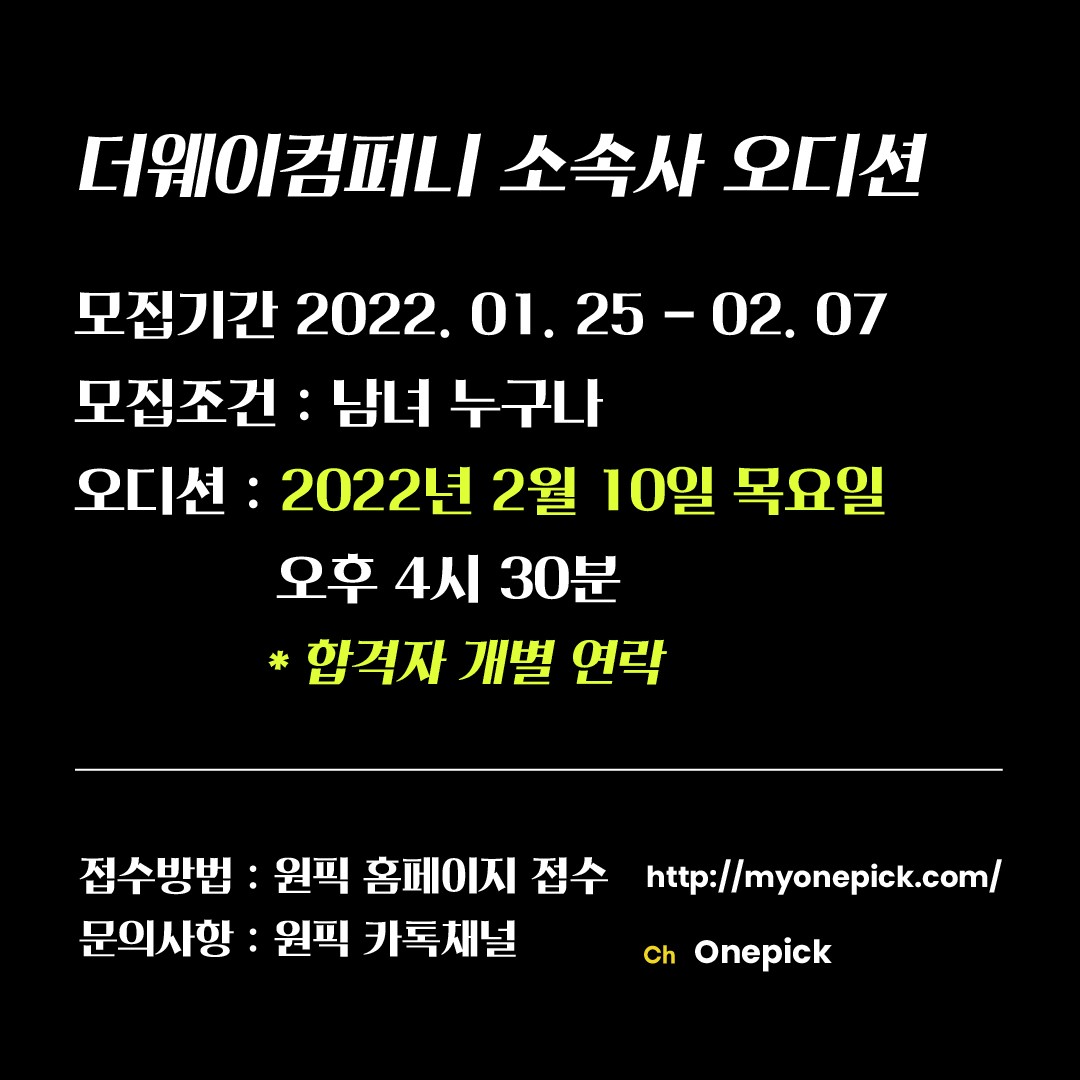 더웨이컴퍼니 소속사 오디션
모집기간 2022. 01. 25 - 02. 07
모집조건 : 남녀 누구나
오디션 : 2022년 2월 10일 목요일
오후 4시 30분
* 합격자 개별 연락
접수방법 : 원픽 홈페이지 접수 http://myonepick.com/
문의사항 : 원픽 카톡채널 Ch Onepick